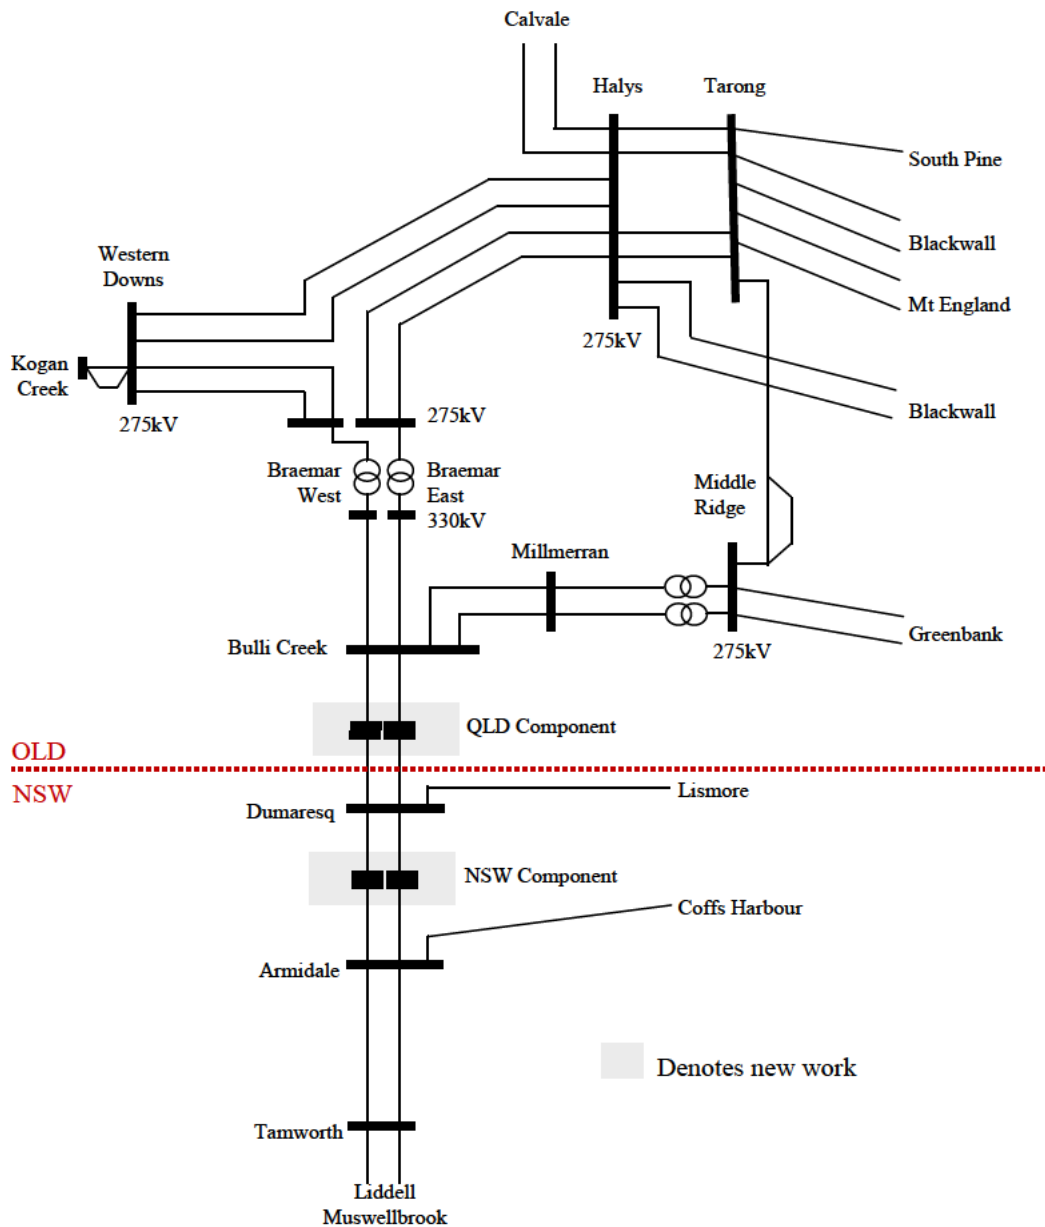 Calvale
Halys
Tarong
South Pine
Western
Downs
Blackwall
Mt England
275kV
Kogan
Creek
275kV
275kV
Blackwall
Braemar
West
Braemar
East
330kV
Middle
Ridge
Millmerran
Greenbank
Bulli Creek
275kV
QLD Component
OLD
NSW
Lismore
Dumaresq
NSW Component
Coffs Harbour
Armidale
Denotes new work
Tamworth
Liddell
Muswellbrook